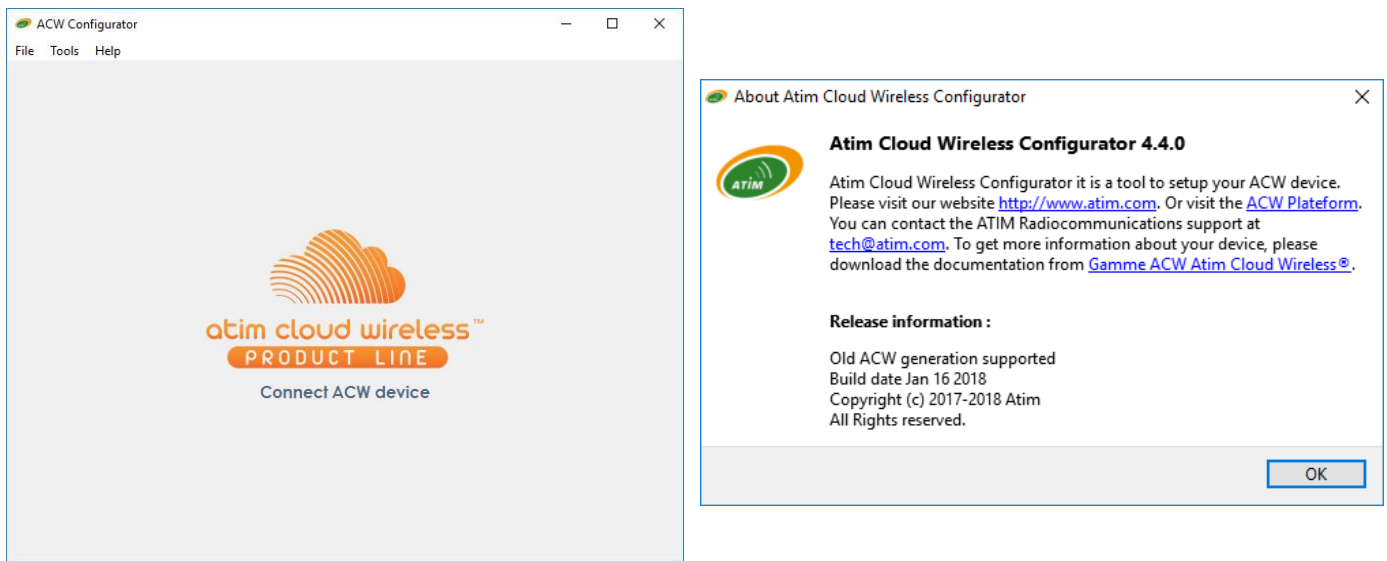 ACW Configurator
File Tools Help
atim cloud wireless™
PRODUCT LINE
Connect ACW device
About Atim Cloud Wireless Configurator
ATIM
Atim Cloud Wireless Configurator 4.4.0
Atim Cloud Wireless Configurator it is a tool to setup your ACW device.
Please visit our website http://www.atim.com. Or visit the ACW Plateform.
You can contact the ATIM Radiocommunications support at
tech@atim.com. To get more information about your device, please
download the documentation from Gamme ACW Atim Cloud Wireless®.
Release information :
Old ACW generation supported
Build date Jan 16 2018
Copyright (c) 2017-2018 Atim
All Rights reserved.
OK